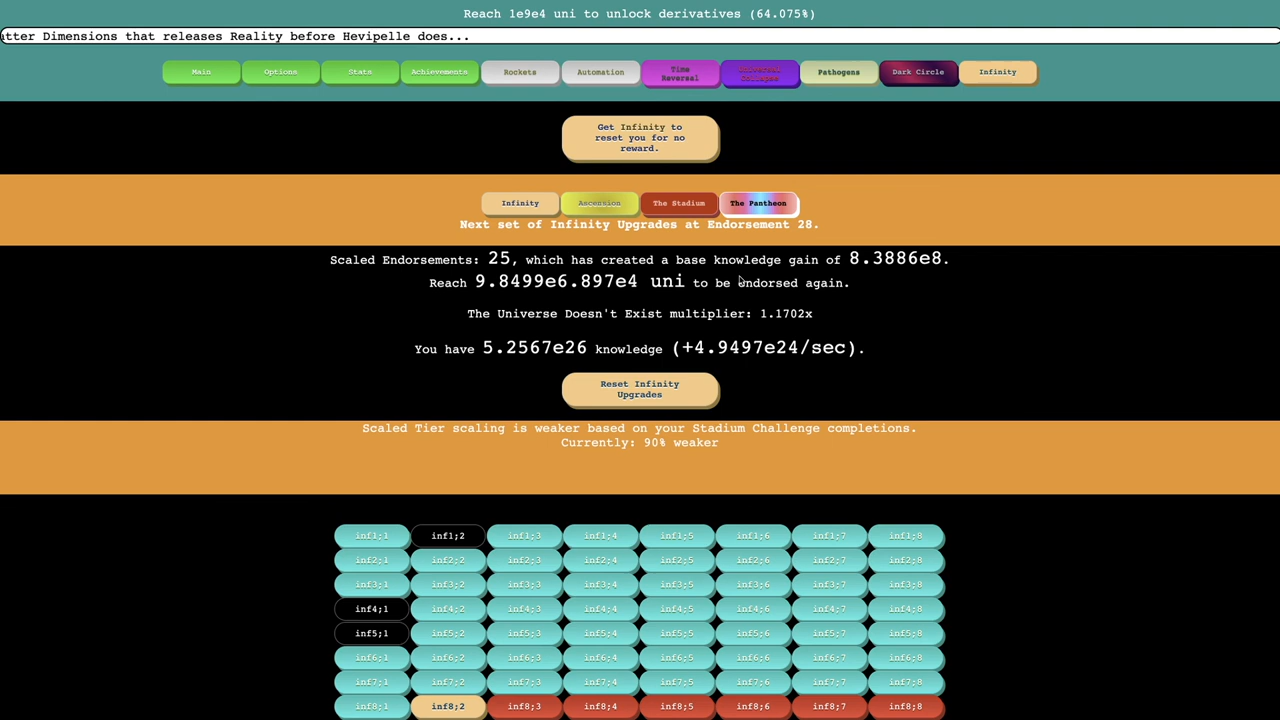 Reach 1e9e4 uni to unlock derivatives (64.075%)
utter Dimensions that releases Reality before Hevipelle does...
Main Options Stats Achievements Rockets Automation Time Reversal Universal Collapse Pathogens Dark Circle Infinity
Get Infinity to
reset you for no
reward.
Infinity Ascension The Stadium The Pantheon
Next set of Infinity Upgrades at Endorsement 28.
Scaled Endorsements: 25, which has created a base knowledge gain of 8.3886e8.
Reach 9.8499e6.897e4 uni to be endorsed again.
The Universe Doesn't Exist multiplier: 1.1702x
You have 5.2567e26 knowledge (+4.9497e24/sec).
Reset Infinity
Upgrades
Scaled Tier scaling is weaker based on your Stadium Challenge completions.
Currently: 90% weaker
inf1;1 inf1;2 inf1;3 inf1;4 inf1;5 inf1;6 inf1;7 inf1;8
inf2;1 inf2;2 inf2;3 inf2;4 inf2;5 inf2;6 inf2;7 inf2;8
inf3;1 inf3;2 inf3;3 inf3;4 inf3;5 inf3;6 inf3;7 inf3;8
inf4;1 inf4;2 inf4;3 inf4;4 inf4;5 inf4;6 inf4;7 inf4;8
inf5;1 inf5;2 inf5;3 inf5;4 inf5;5 inf5;6 inf5;7 inf5;8
inf6;1 inf6;2 inf6;3 inf6;4 inf6;5 inf6;6 inf6;7 inf6;8
inf7;1 inf7;2 inf7;3 inf7;4 inf7;5 inf7;6 inf7;7 inf7;8
inf8;1 inf8;2 inf8;3 inf8;4 inf8;5 inf8;6 inf8;7 inf8;8